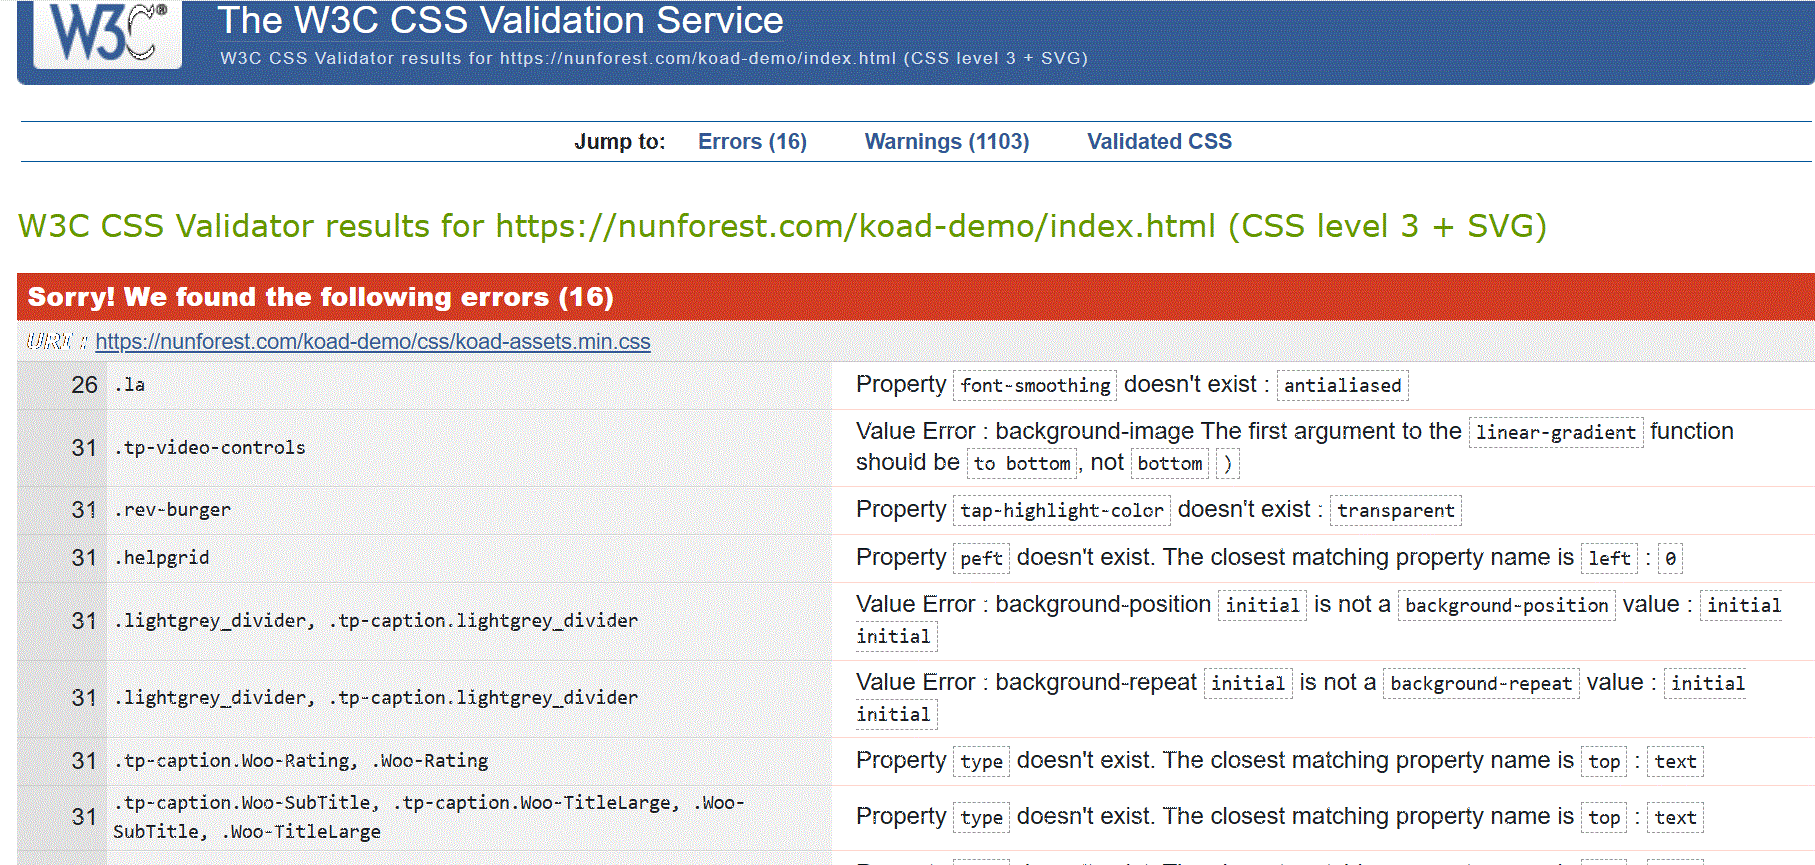 W3C®
The W3C CSS Validation Service
W3C CSS Validator results for https://nunforest.com/koad-demo/index.html (CSS level 3 + SVG)
Jump to: Errors (16) Warnings (1103) Validated CSS
W3C CSS Validator results for https://nunforest.com/koad-demo/index.html (CSS level 3 + SVG)
Sorry! We found the following errors (16)
URI : https://nunforest.com/koad-demo/css/koad-assets.min.css
26 .la Property font-smoothing doesn't exist : antialiased
31 .tp-video-controls Value Error : background-image The first argument to the linear-gradient function
should be to bottom, not bottom )
31 .rev-burger Property tap-highlight-color doesn't exist : transparent
31 .helpgrid Property peft doesn't exist. The closest matching property name is left : 0
31 .lightgrey_divider, .tp-caption.lightgrey_divider Value Error : background-position initial is not a background-position value : initial
initial
31 .lightgrey_divider, .tp-caption.lightgrey_divider Value Error : background-repeat initial is not a background-repeat value : initial
initial
31 .tp-caption.Woo-Rating, .Woo-Rating Property type doesn't exist. The closest matching property name is top : text
31 .tp-caption.Woo-SubTitle, .tp-caption.Woo-TitleLarge, .Woo-
SubTitle, .Woo-TitleLarge Property type doesn't exist. The closest matching property name is top : text